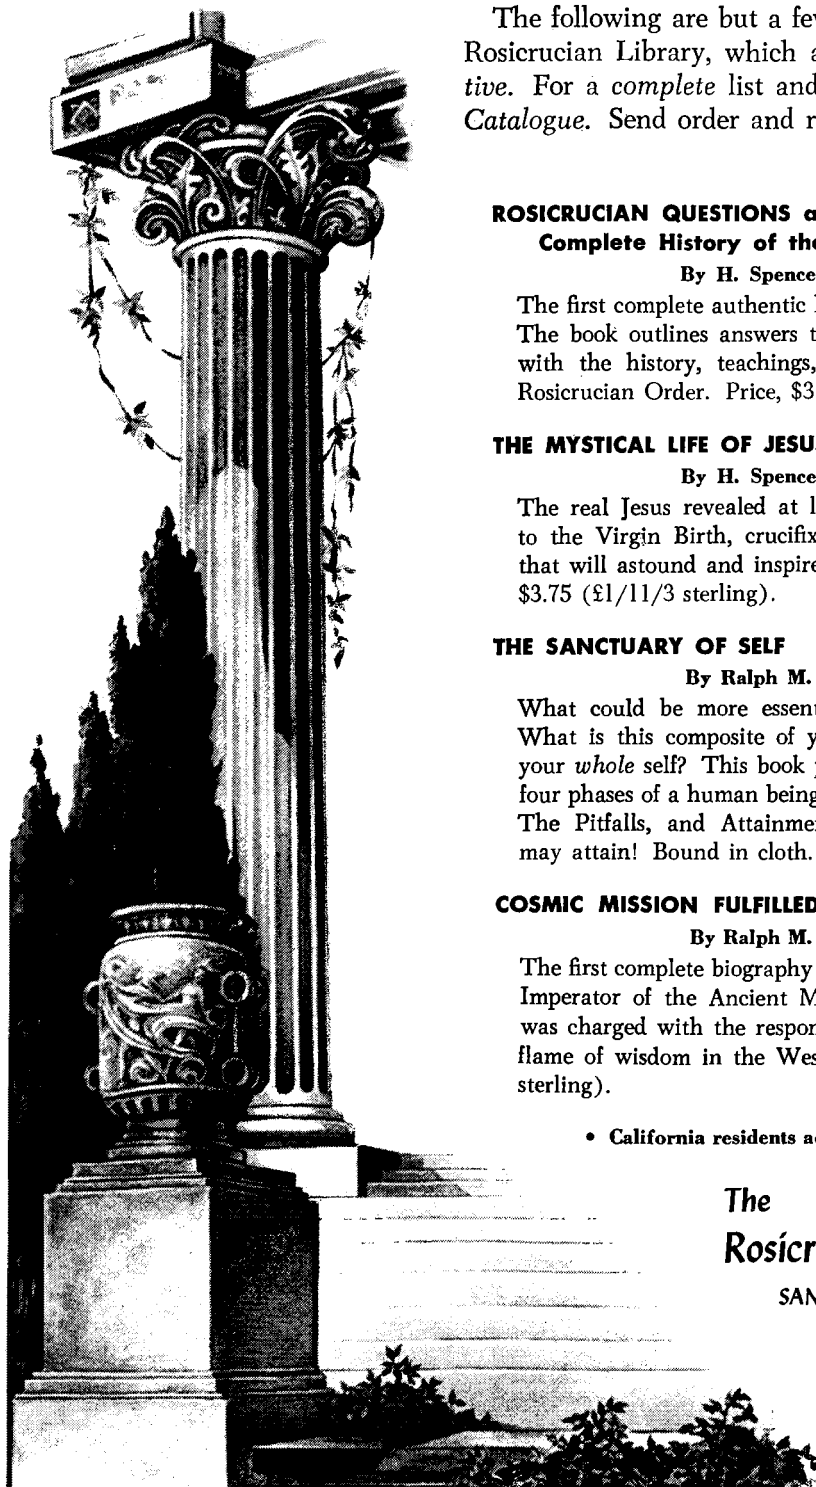 The following are but a few
Rosicrucian Library, which a
tive. For a complete list and
Catalogue. Send order and r
ROSICRUCIAN QUESTIONS a
Complete History of the
By H. Spence
The first complete authentic
The book outlines answers t
with the history, teachings,
Rosicrucian Order. Price, $3
THE MYSTICAL LIFE OF JESU
By H. Spence
The real Jesus revealed at l
to the Virgin Birth, crucifix
that will astound and inspire
$3.75 (£1/11/3 sterling).
THE SANCTUARY OF SELF
By Ralph M.
What could be more essent
What is this composite of y
your whole self? This book
four phases of a human being
The Pitfalls, and Attainme
may attain! Bound in cloth.
COSMIC MISSION FULFILLED
By Ralph M.
The first complete biography
Imperator of the Ancient M
was charged with the respon
flame of wisdom in the Wes
sterling).
• California residents a
The
Rosicr
SAN